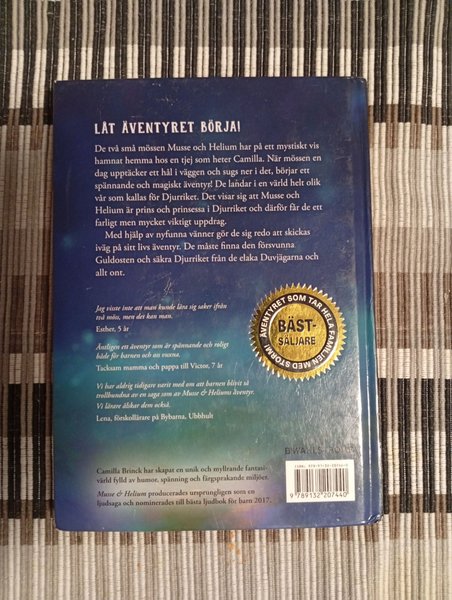 LÅT ÄVENTYRET BÖRJA!
De två små mössen Musse och Helium har på ett mystiskt vis
hamnat hemma hos en tjej som heter Camilla. När mössen en
dag upptäcker ett hål i väggen och sugs ner i det, börjar ett
spännande och magiskt äventyr! De landar i en värld helt olik
vår som kallas för Djurriket. Det visar sig att Musse och
Helium är prins och prinsessa i Djurriket och därför får de ett
farligt men mycket viktigt uppdrag.
Med hjälp av nyfunna vänner gör de sig redo att skickas
iväg på sitt livs äventyr. De måste finna den försvunna
Guldosten och säkra Djurriket från de elaka Duvjägarna och
allt ont.
Jag visste inte att man kunde lära sig saker ifrån
två möss, men det kan man.
Esther, 5 år
Äntligen ett äventyr som är spännande och roligt
både för barnen och oss vuxna.
Tacksam mamma och pappa till Victor, 7 år
Vi har aldrig tidigare varit med om att barnen blivit så
trollbundna av en saga som av Musse & Heliums äventyr.
Vi lärare älskar dem också.
Lena, förskollärare på Bybarna, Ubbhult
ÄVENTYRET SOM TAR HELA FAMILJEN MED STORM!
BÄST-
SÄLJARE
Camilla Brinck har skapat en unik och myllrande fantasi-
värld fylld av humor, spänning och färgsprakande miljöer.
Musse & Helium producerades ursprungligen som en
ljudsaga och nominerades till bästa ljudbok för barn 2017.
B WAHLS
9 789132 207440